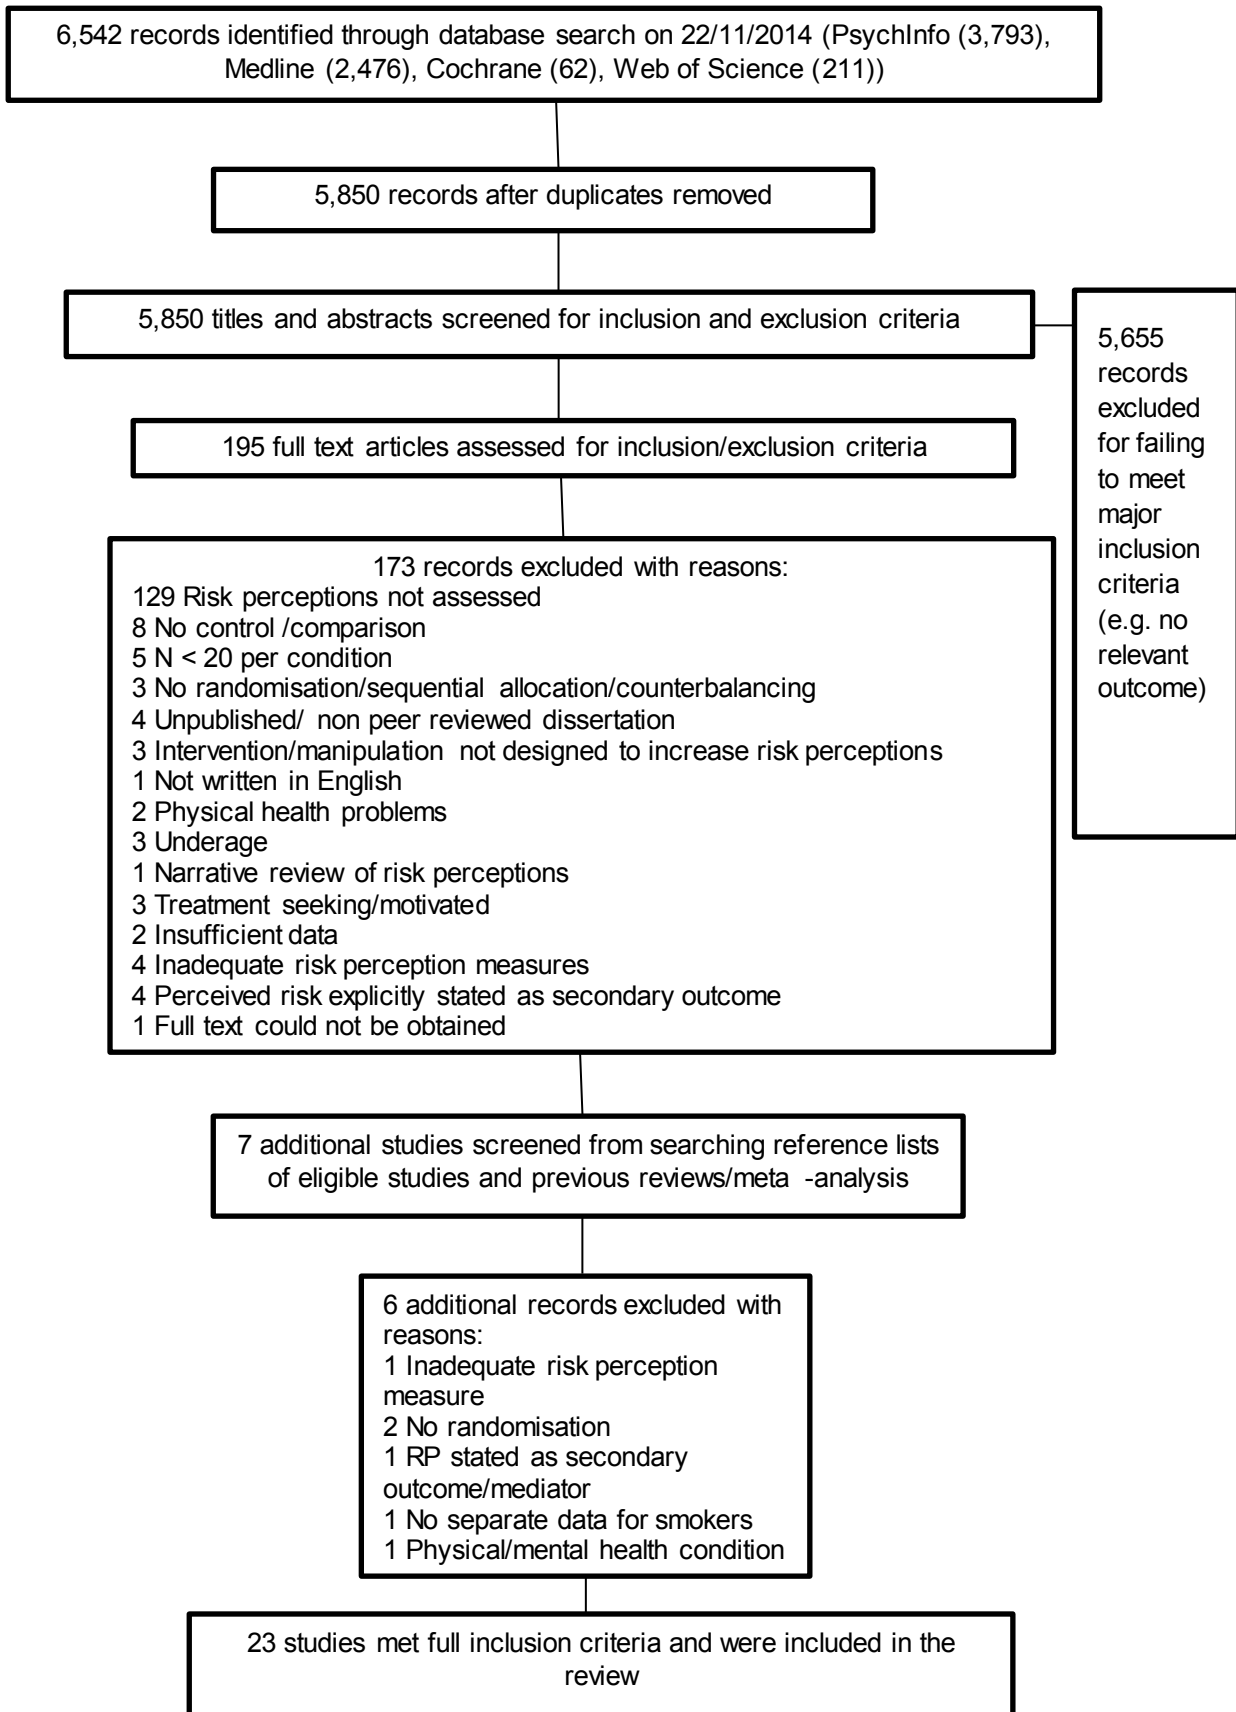 6,542 records identified through database search on 22/11/2014 (PsychInfo (3,793),
Medline (2,476), Cochrane (62), Web of Science (211))
5,850 records after duplicates removed
5,850 titles and abstracts screened for inclusion and exclusion criteria
5,655
records
excluded
for failing
to meet
major
inclusion
criteria
(e.g. no
relevant
outcome)
195 full text articles assessed for inclusion/exclusion criteria
173 records excluded with reasons:
129 Risk perceptions not assessed
8 No control /comparison
5 N < 20 per condition
3 No randomisation/sequential allocation/counterbalancing
4 Unpublished/ non peer reviewed dissertation
3 Intervention/manipulation not designed to increase risk perceptions
1 Not written in English
2 Physical health problems
3 Underage
1 Narrative review of risk perceptions
3 Treatment seeking/motivated
2 Insufficient data
4 Inadequate risk perception measures
4 Perceived risk explicitly stated as secondary outcome
1 Full text could not be obtained
7 additional studies screened from searching reference lists
of eligible studies and previous reviews/meta -analysis
6 additional records excluded with
reasons:
1 Inadequate risk perception
measure
2 No randomisation
1 RP stated as secondary
outcome/mediator
1 No separate data for smokers
1 Physical/mental health condition
23 studies met full inclusion criteria and were included in the
review